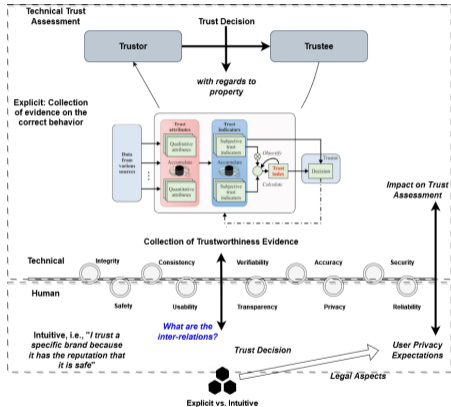 Technical Trust
Assessment
Trust Decision
Trustor
Trustee
with regards to
property
Explicit: Collection
of evidence on the
correct behavior
Data
from
various
sources
Trust
attributes
Qualitative
attributes
Accumulate
Quantitative
attributes
Trust
indicators
Subjective
trust
indicators
Accumulate
Subjective
trust
indicators
Objectify
Trust
index
Calculate
Trustor
Decision
Impact on Trust
Assessment
Collection of Trustworthiness Evidence
Technical
Integrity
Consistency
Verifiability
Accuracy
Security
Human
Safety
Usability
Transparency
Privacy
Reliability
Intuitive, i.e., "I trust a
specific brand because
it has the reputation that
it is safe"
What are the
inter-relations?
Trust Decision
User Privacy
Expectations
Legal Aspects
Explicit vs. Intuitive